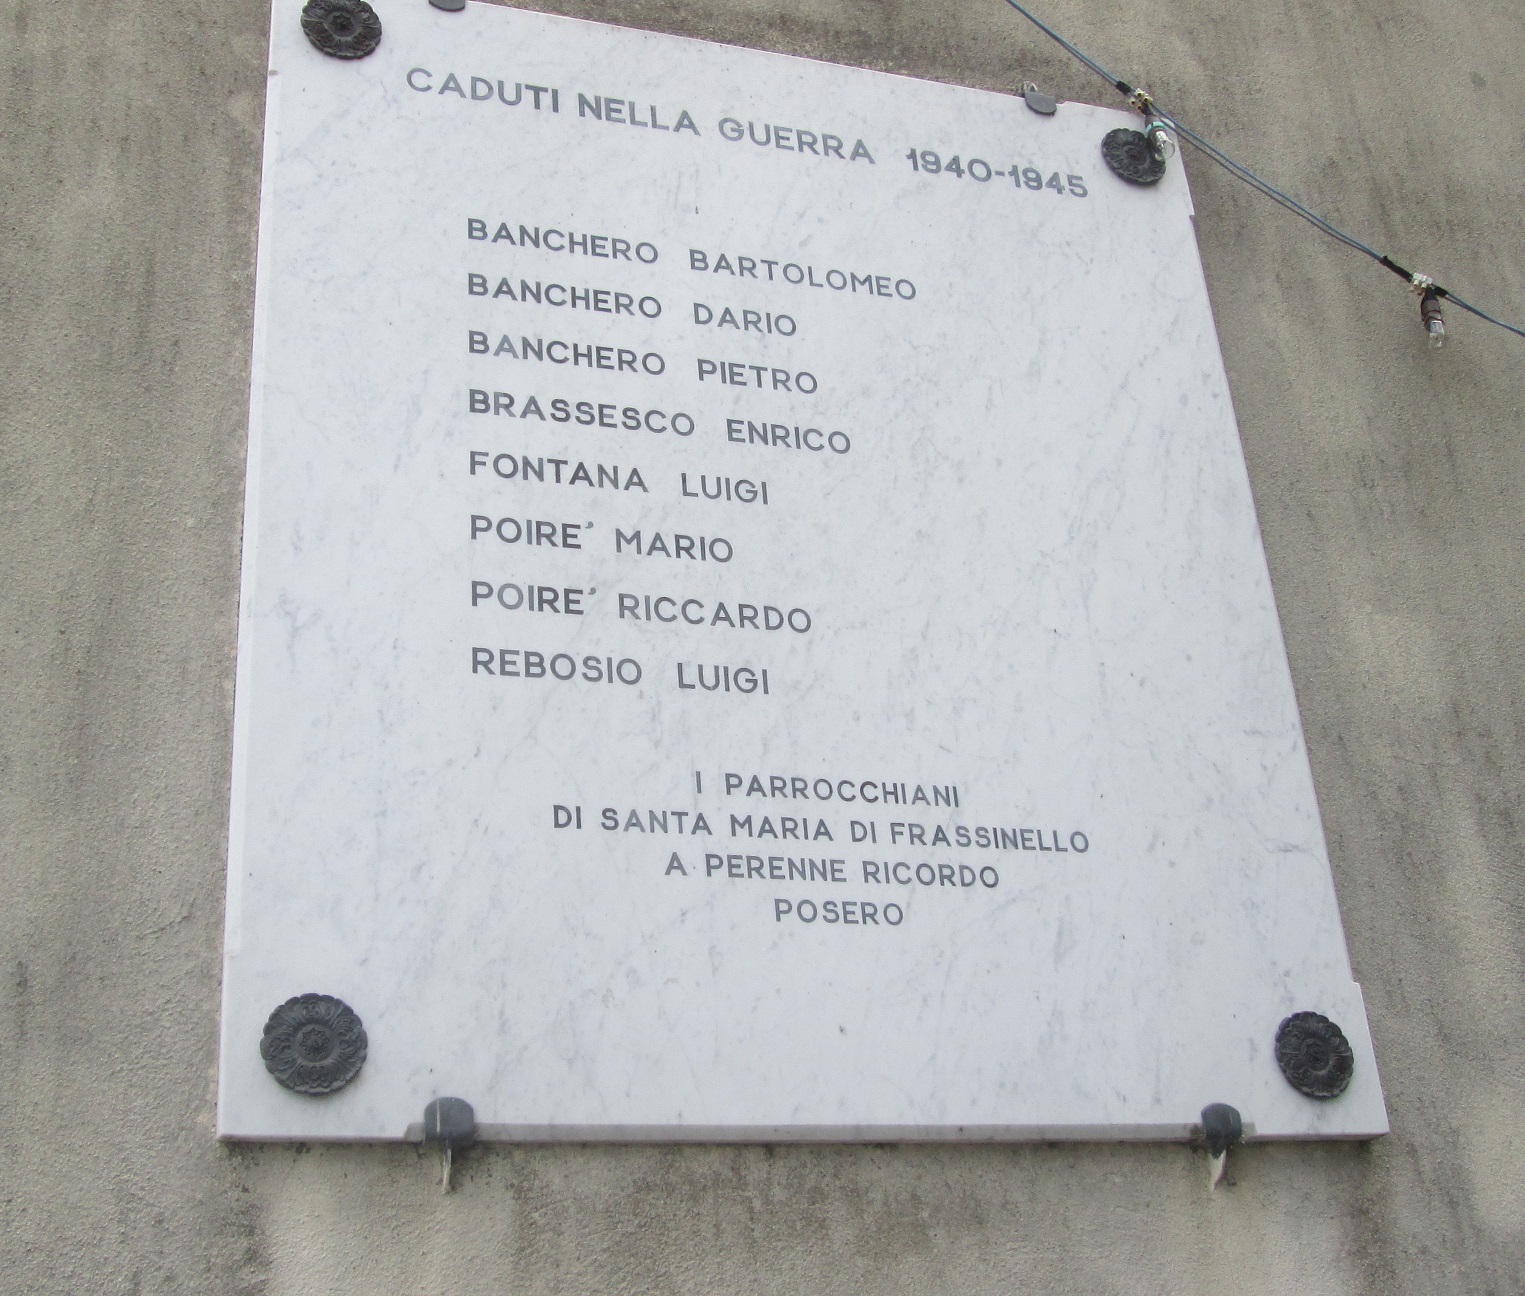 CADUTI NELLA GUERRA 1940-1945
BANCHERO BARTOLOMEO
BANCHERO DARIO
BANCHERO PIETRO
BRASSESCO ENRICO
FONTANA LUIGI
POIRE´ MARIO
POIRE´ RICCARDO
REBOSIO LUIGI
I PARROCCHIANI
DI SANTA MARIA DI FRASSINELLO
A PERENNE RICORDO
POSERO